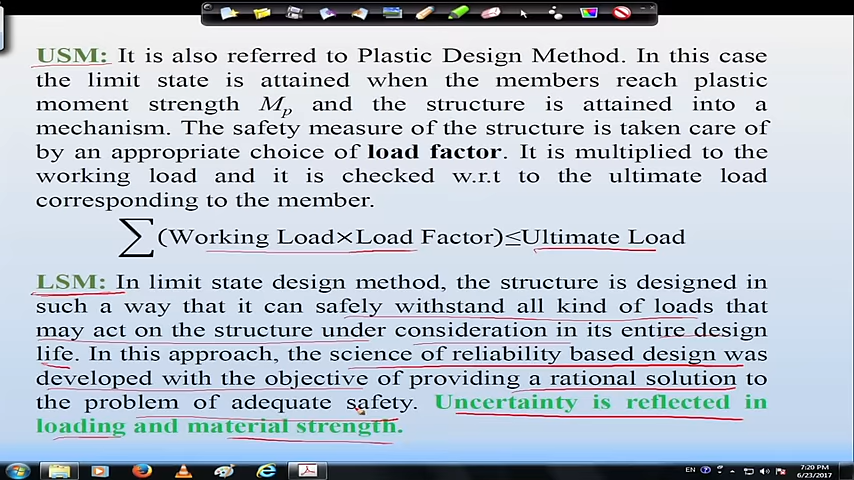 USM: It is also referred to Plastic Design Method. In this case
the limit state is attained when the members reach plastic
moment strength Mp and the structure is attained into a
mechanism. The safety measure of the structure is taken care of
by an appropriate choice of load factor. It is multiplied to the
working load and it is checked w.r.t to the ultimate load
corresponding to the member.
∑(Working Load×Load Factor)≤Ultimate Load
LSM: In limit state design method, the structure is designed in
such a way that it can safely withstand all kind of loads that
may act on the structure under consideration in its entire design
life. In this approach, the science of reliability based design was
developed with the objective of providing a rational solution to
the problem of adequate safety. Uncertainty is reflected in
loading and material strength.
EN
7:20 PM
6/23/2017